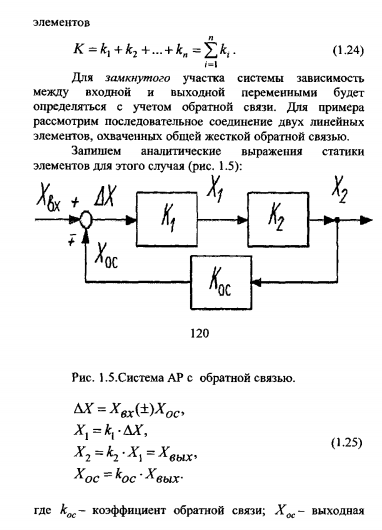 элементов
K = k₁ + k₂ + ... + kₙ = ∑ᵢ₌₁ⁿ kᵢ . (1.24)
Для замкнутого участка системы зависимость
между входной и выходной переменными будет
определяться с учетом обратной связи. Для примера
рассмотрим последовательное соединение двух линейных
элементов, охваченных общей жесткой обратной связью.
Запишем аналитические выражения статики
элементов для этого случая (рис. 1.5):
Xвх + ΔX K₁ X₁ K₂ X₂
∓ Xос Kос
120
Рис. 1.5.Система АР с обратной связью.
ΔX = Xвх(±)Xос,
X₁ = k₁ · ΔX,
X₂ = k₂ · X₁ = Xвых,
(1.25)
Xос = kос · Xвых.
где kос – коэффициент обратной связи; Xос – выходная